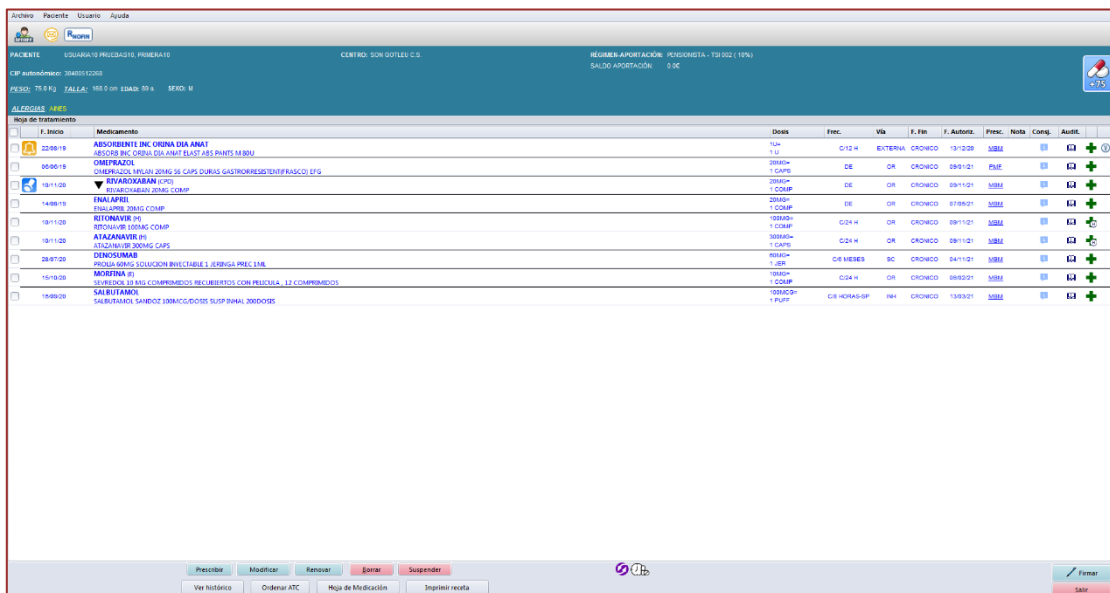 Archivo Paciente Usuario Ayuda
RNOFIN
PACIENTE USUARIA10 PRUEBAS10, PRIMERA10 CENTRO: SON GOTLEU C.S. RÉGIMEN-APORTACIÓN: PENSIONISTA - TSI 002 ( 10%)
SALDO APORTACIÓN: 0.0€
CIP autonómico: 38480512268
+75
PESO: 75.0 Kg TALLA: 168.0 cm EDAD: 80 a. SEXO: M
ALERGIAS AINES
Hoja de tratamiento
F. Inicio Medicamento Dosis Frec. Vía F. Fin F. Autoriz. Presc. Nota Consj. Audit.
22/08/19 ABSORBENTE INC ORINA DIA ANAT 1U= C/12 H EXTERNA CRONICO 13/12/20 MBM
ABSORB INC ORINA DIA ANAT ELAST ABS PANTS M 80U 1 U
06/06/19 OMEPRAZOL 20MG= DE OR CRONICO 09/01/21 PMF
OMEPRAZOL MYLAN 20MG 56 CAPS DURAS GASTRORRESISTENT(FRASCO) EFG 1 CAPS
10/11/20 RIVAROXABAN (CPD) 20MG= DE OR CRONICO 09/11/21 MBM
RIVAROXABAN 20MG COMP 1 COMP
14/08/19 ENALAPRIL 20MG= DE OR CRONICO 07/05/21 MBM
ENALAPRIL 20MG COMP 1 COMP
10/11/20 RITONAVIR (H) 100MG= C/24 H OR CRONICO 09/11/21 MBM
RITONAVIR 100MG COMP 1 COMP
10/11/20 ATAZANAVIR (H) 300MG= C/24 H OR CRONICO 09/11/21 MBM
ATAZANAVIR 300MG CAPS 1 CAPS
28/07/20 DENOSUMAB 60MG= C/6 MESES SC CRONICO 04/11/21 MBM
PROLIA 60MG SOLUCION INYECTABLE 1 JERINGA PREC 1ML 1 JER
15/10/20 MORFINA (E) 10MG= C/24 H OR CRONICO 09/02/21 MBM
SEVREDOL 10 MG COMPRIMIDOS RECUBIERTOS CON PELICULA , 12 COMPRIMIDOS 1 COMP
SALBUTAMOL 100MCG= C/8 HORAS-SP INH CRONICO 13/03/21 MBM
SALBUTAMOL SANDOZ 100MCG/DOSIS SUSP INHAL 200DOSIS 1 PUFF
Prescribir Modificar Renovar Borrar Suspender Firmar
Ver histórico Ordenar ATC Hoja de Medicación Imprimir receta Salir